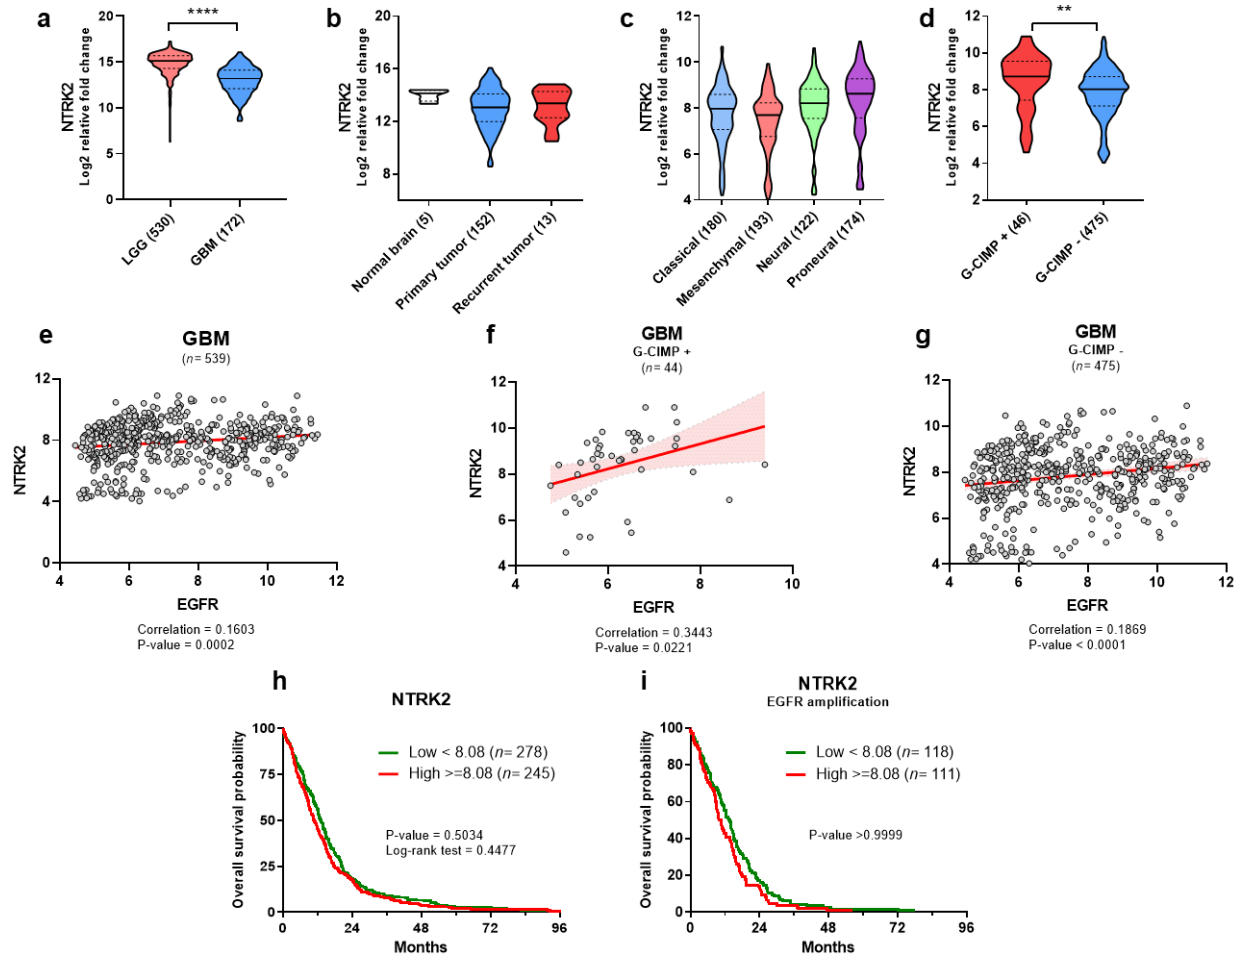 a
****
NTRK2
Log2 relative fold change
20
15
10
5
0
LGG (530)
GBM (172)
b
NTRK2
Log2 relative fold change
20
16
12
8
Normal brain (5)
Primary tumor (152)
Recurrent tumor (13)
c
NTRK2
Log2 relative fold change
12
10
8
6
4
Classical (180)
Mesenchymal (193)
Neural (122)
Proneural (174)
d
**
NTRK2
Log2 relative fold change
12
10
8
6
4
2
G-CIMP + (46)
G-CIMP - (475)
e
GBM
(n= 539)
NTRK2
12
8
4
0
4 6 8 10 12
EGFR
Correlation = 0.1603
P-value = 0.0002
f
GBM
G-CIMP +
(n= 44)
NTRK2
12
10
8
6
4
4 6 8 10
EGFR
Correlation = 0.3443
P-value = 0.0221
g
GBM
G-CIMP -
(n= 475)
NTRK2
12
10
8
6
4
4 6 8 10 12
EGFR
Correlation = 0.1869
P-value < 0.0001
h
NTRK2
Overall survival probability
100
75
50
25
0
Low < 8.08 (n= 278)
High >=8.08 (n= 245)
P-value = 0.5034
Log-rank test = 0.4477
0 24 48 72 96
Months
i
NTRK2
EGFR amplification
Overall survival probability
100
80
60
40
20
0
Low < 8.08 (n= 118)
High >=8.08 (n= 111)
P-value >0.9999
0 24 48 72 96
Months